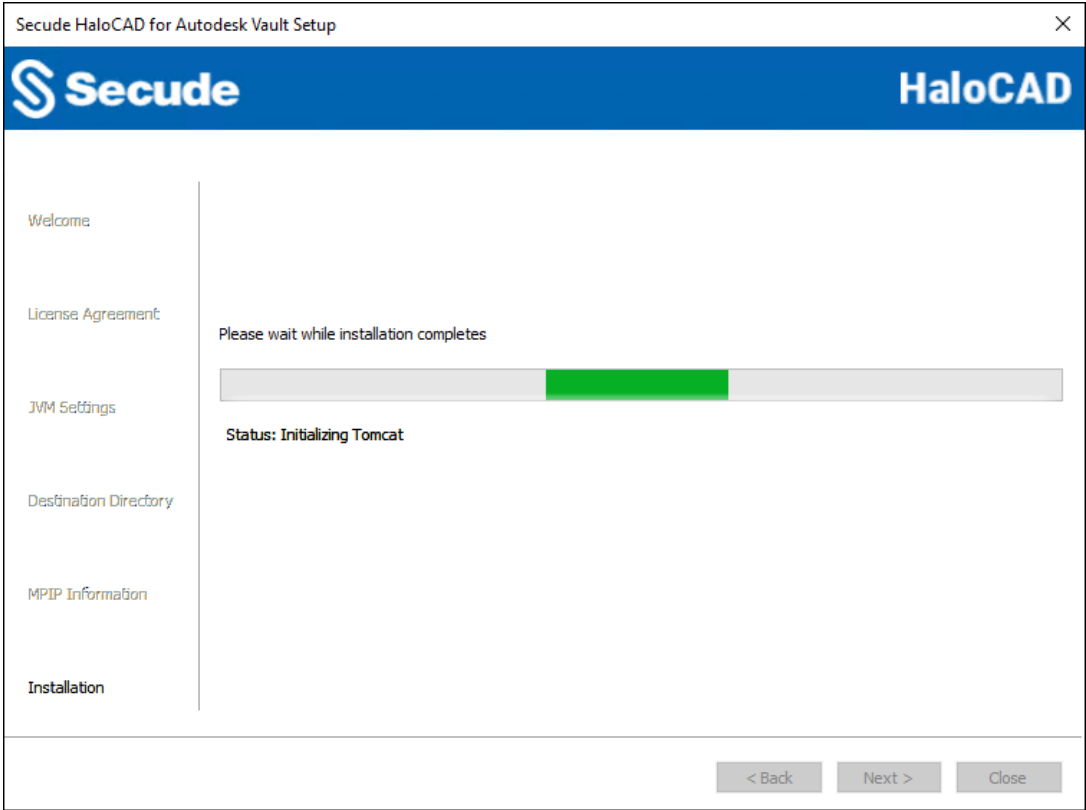 Secude HaloCAD for Autodesk Vault Setup
Secude
HaloCAD
Welcome
License Agreement
JVM Settings
Destination Directory
MPIP Information
Installation
Please wait while installation completes
Status: Initializing Tomcat
< Back
Next >
Close